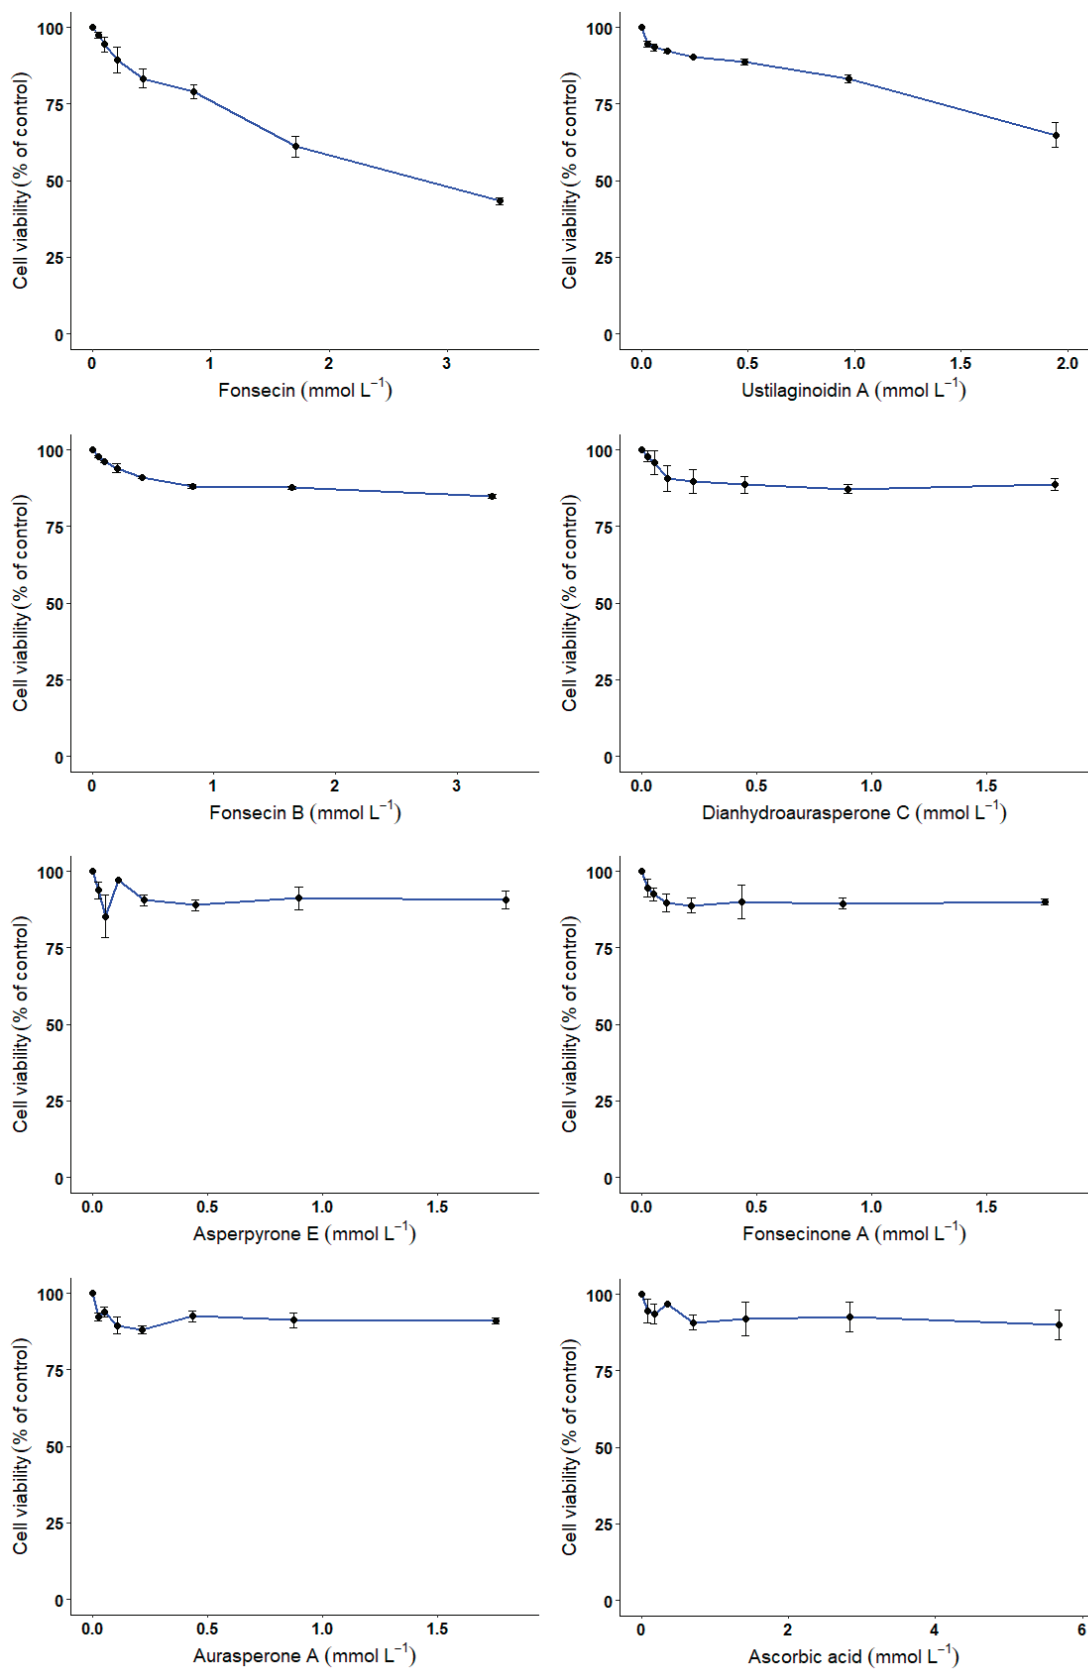 100
75
50
25
0
Cell viability (% of control)
0 1 2 3
Fonsecin (mmol L⁻¹)
100
75
50
25
0
Cell viability (% of control)
0.0 0.5 1.0 1.5 2.0
Ustilaginoidin A (mmol L⁻¹)
100
75
50
25
0
Cell viability (% of control)
0 1 2 3
Fonsecin B (mmol L⁻¹)
100
75
50
25
0
Cell viability (% of control)
0.0 0.5 1.0 1.5
Dianhydroaurasperone C (mmol L⁻¹)
100
75
50
25
0
Cell viability (% of control)
0.0 0.5 1.0 1.5
Asperpyrone E (mmol L⁻¹)
100
75
50
25
0
Cell viability (% of control)
0.0 0.5 1.0 1.5
Fonsecinone A (mmol L⁻¹)
100
75
50
25
0
Cell viability (% of control)
0.0 0.5 1.0 1.5
Aurasperone A (mmol L⁻¹)
100
75
50
25
0
Cell viability (% of control)
2 4 6
Ascorbic acid (mmol L⁻¹)